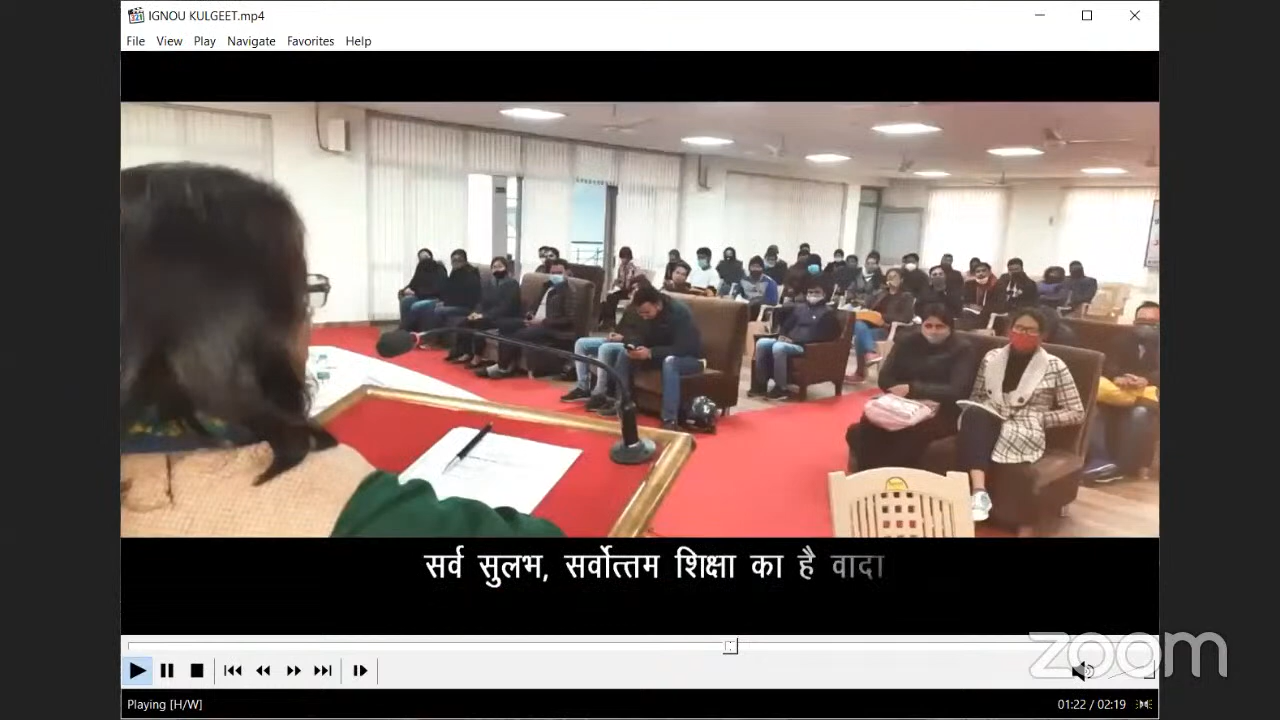 IGNOU KULGEET.mp4
File View Play Navigate Favorites Help
सर्व सुलभ, सर्वोत्तम शिक्षा का है वादा
zoom
Playing [H/W]
01:22 / 02:19